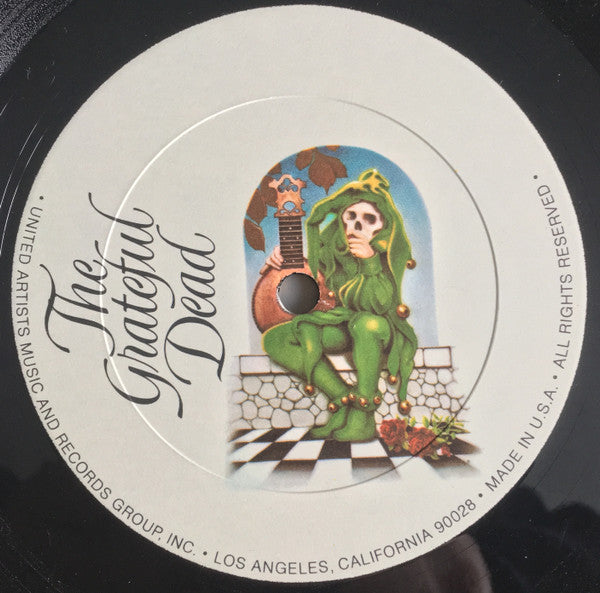 The
Grateful
Dead
• UNITED ARTISTS MUSIC AND RECORDS GROUP, INC. • LOS ANGELES, CALIFORNIA 90028 • MADE IN U.S.A. • ALL RIGHTS RESERVED •